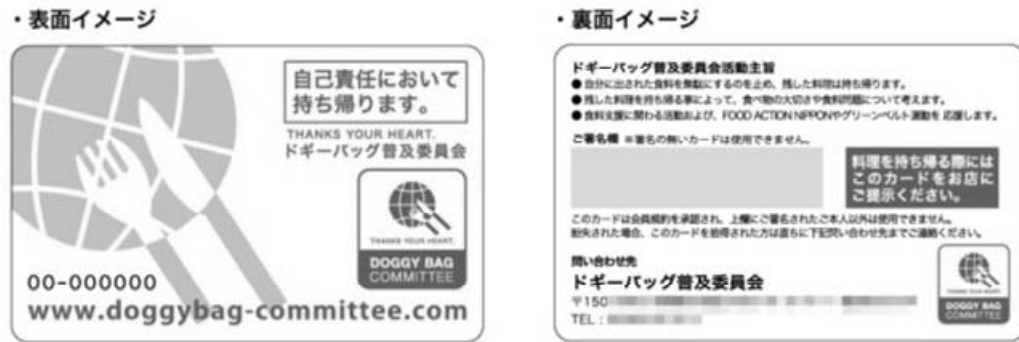 ・表面イメージ
自己責任において
持ち帰ります。
THANKS YOUR HEART.
ドギーバッグ普及委員会
THANKS YOUR HEART.
DOGGY BAG
COMMITTEE
00-000000
www.doggybag-committee.com
・裏面イメージ
ドギーバッグ普及委員会活動主旨
●自分に出された食料を無駄にするのを止め、残した料理は持ち帰ります。
●残した料理を持ち帰る事によって、食べ物の大切さや食料問題について考えます。
●食料支援に関わる活動および、FOOD ACTION NIPPONやグリーンベルト運動を 応援します。
ご署名欄 ※署名の無いカードは使用できません。
料理を持ち帰る際には
このカードをお店に
ご提示ください。
このカードは会員規約を承認され、上欄にご署名されたご本人以外は使用できません。
紛失された場合、このカードを拾得された方は直ちに下記問い合わせ先までご連絡ください。
問い合わせ先
ドギーバッグ普及委員会
〒150
TEL：
THANKS YOUR HEART.
DOGGY BAG
COMMITTEE